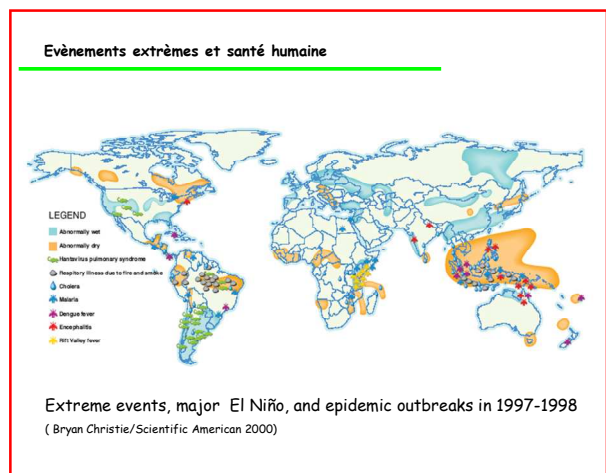 Evènements extrêmes et santé humaine
LEGEND
Abnormally wet
Abnormally dry
Hantavirus pulmonary syndrome
Respitory illness due to fire and smoke
Cholera
Malaria
Dengue fever
Encephalitis
Rift Valley fever
Extreme events, major El Niño, and epidemic outbreaks in 1997-1998
( Bryan Christie/Scientific American 2000)